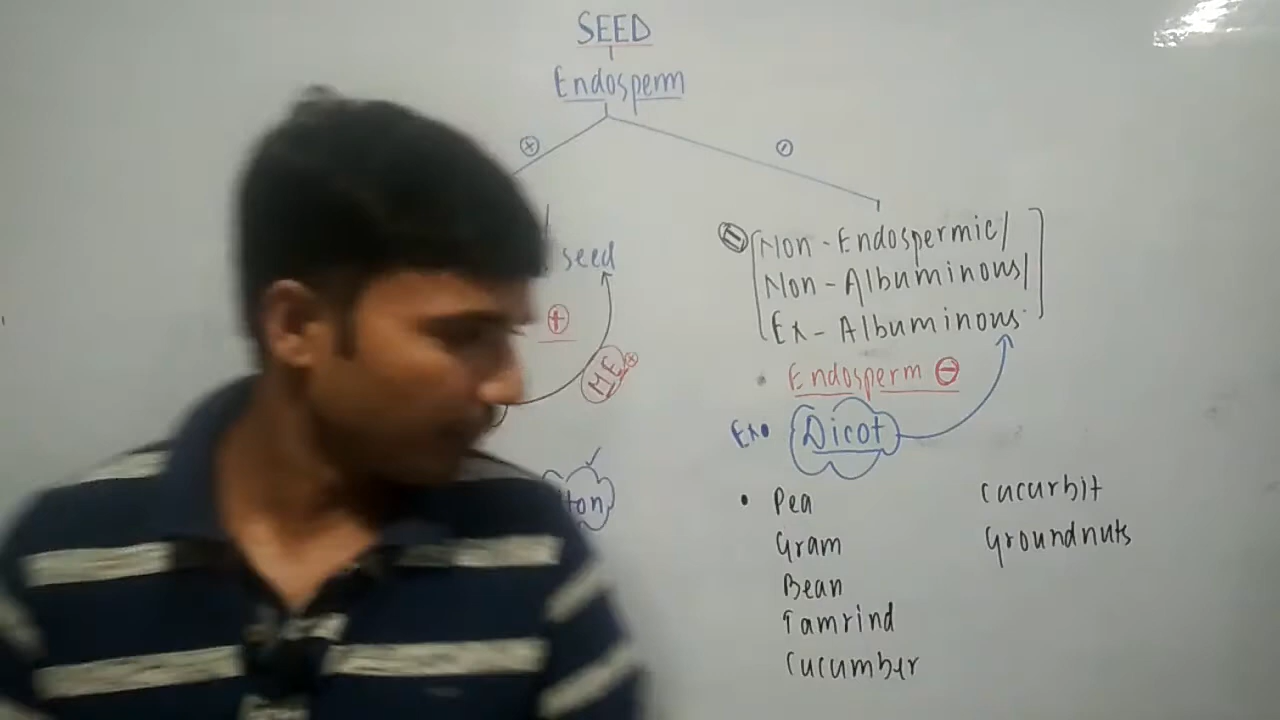 SEED
Endosperm
seed
Non-Endospermic/
Non-Albuminous/
Ex-Albuminous.
ME
Endosperm
Ex.
Dicot
Pea
Gram
Bean
Tamrind
Cucumber
Cucurbit
Groundnuts